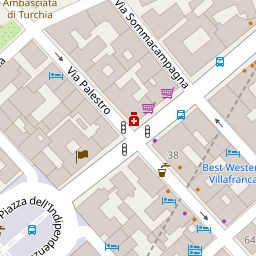 Ambasciata
di Turchia
Via Sommacampagna
Via Palestro
38
Best Western
Villafranca
Piazza dell'Indipendenza
64